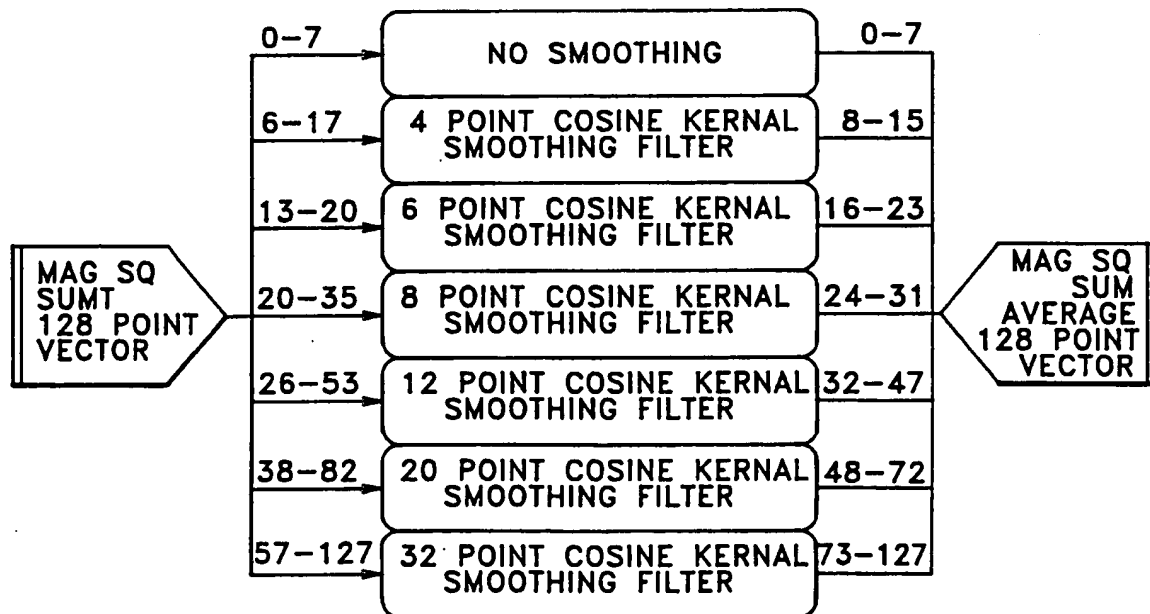 0-7
NO SMOOTHING
0-7
6-17
4 POINT COSINE KERNAL
SMOOTHING FILTER
8-15
13-20
6 POINT COSINE KERNAL
SMOOTHING FILTER
16-23
MAG SQ
SUMT
128 POINT
VECTOR
20-35
8 POINT COSINE KERNAL
SMOOTHING FILTER
24-31
MAG SQ
SUM
AVERAGE
128 POINT
VECTOR
26-53
12 POINT COSINE KERNAL
SMOOTHING FILTER
32-47
38-82
20 POINT COSINE KERNAL
SMOOTHING FILTER
48-72
57-127
32 POINT COSINE KERNAL
SMOOTHING FILTER
73-127